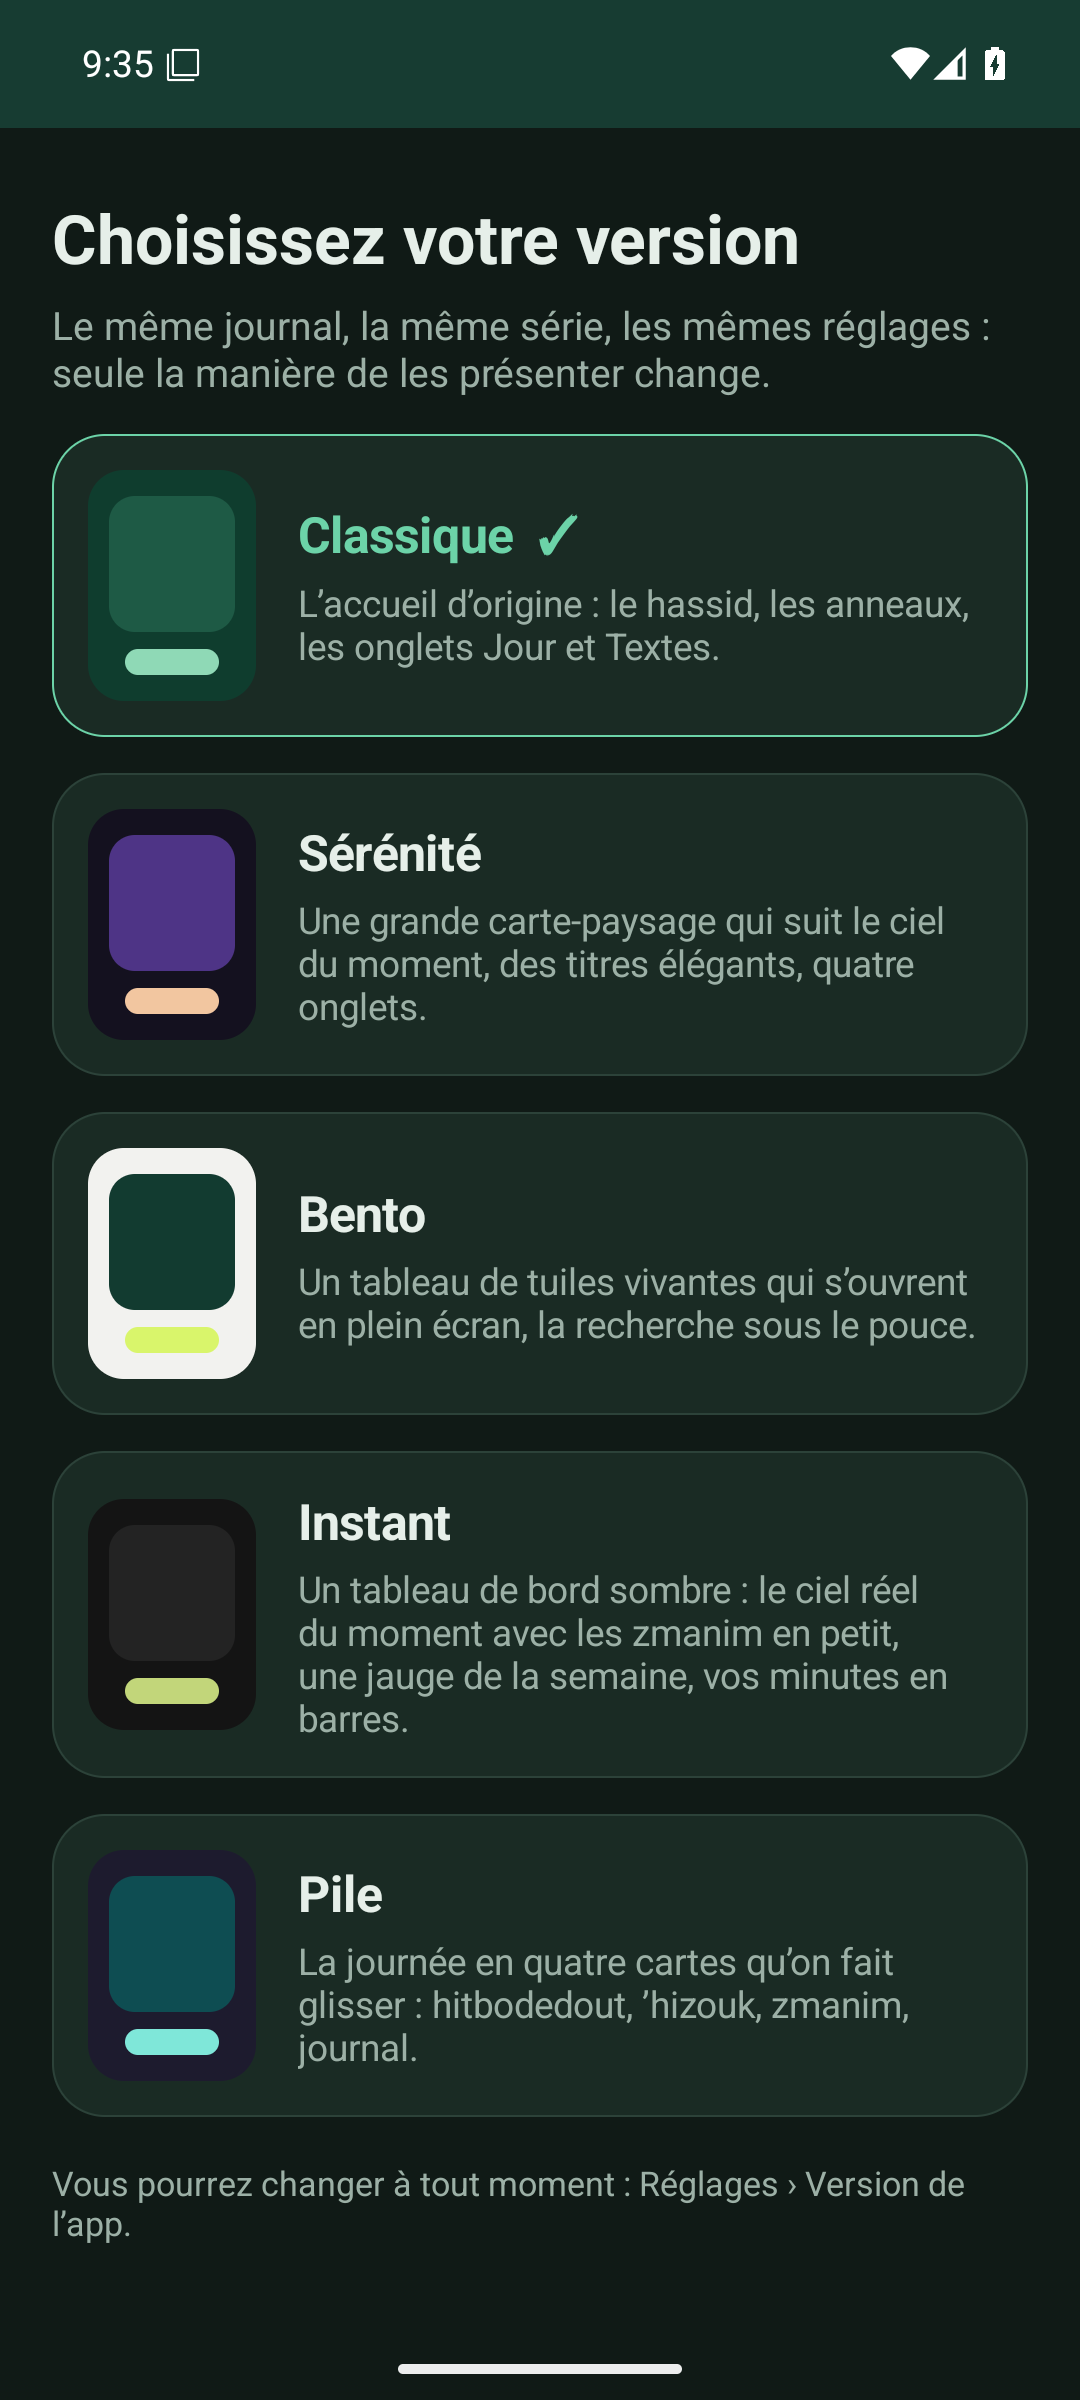 9:35
Choisissez votre version
Le même journal, la même série, les mêmes réglages :
seule la manière de les présenter change.
Classique ✓
L’accueil d’origine : le hassid, les anneaux,
les onglets Jour et Textes.
Sérénité
Une grande carte-paysage qui suit le ciel
du moment, des titres élégants, quatre
onglets.
Bento
Un tableau de tuiles vivantes qui s’ouvrent
en plein écran, la recherche sous le pouce.
Instant
Un tableau de bord sombre : le ciel réel
du moment avec les zmanim en petit,
une jauge de la semaine, vos minutes en
barres.
Pile
La journée en quatre cartes qu’on fait
glisser : hitbodedout, ’hizouk, zmanim,
journal.
Vous pourrez changer à tout moment : Réglages › Version de
l’app.